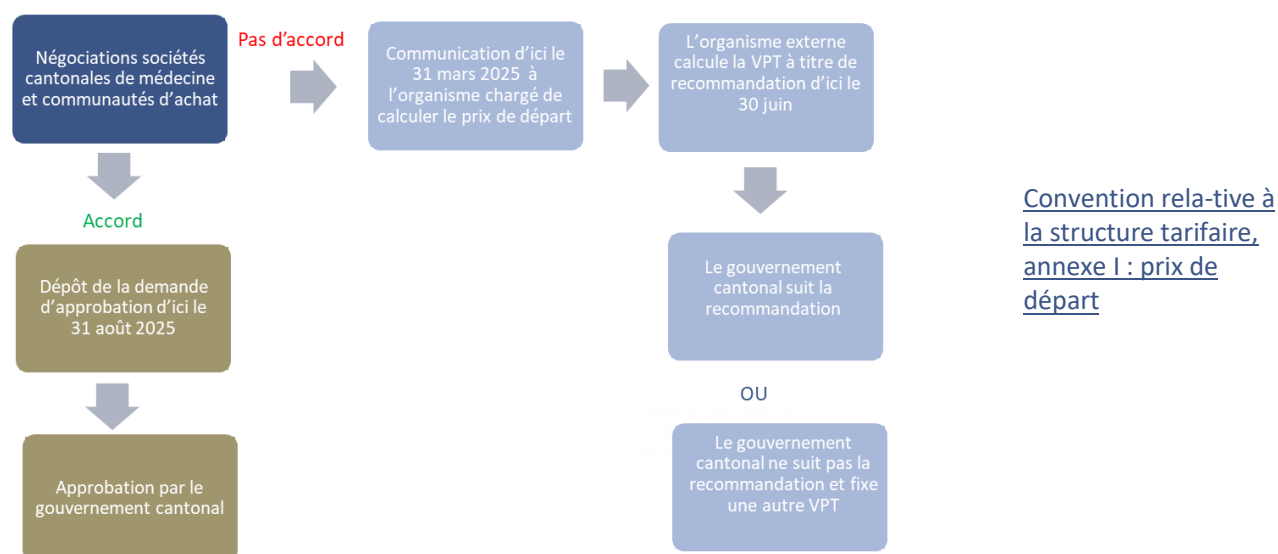 Négociations sociétés
cantonales de médecine
et communautés d'achat
Pas d'accord
Communication d'ici le
31 mars 2025 à
l'organisme chargé de
calculer le prix de départ
L'organisme externe
calcule la VPT à titre de
recommandation d'ici le
30 juin
Accord
Dépôt de la demande
d'approbation d'ici le
31 août 2025
Le gouvernement
cantonal suit la
recommandation
Convention rela-tive à
la structure tarifaire,
annexe I : prix de
départ
OU
Approbation par le
gouvernement cantonal
Le gouvernement
cantonal ne suit pas la
recommandation et fixe
une autre VPT